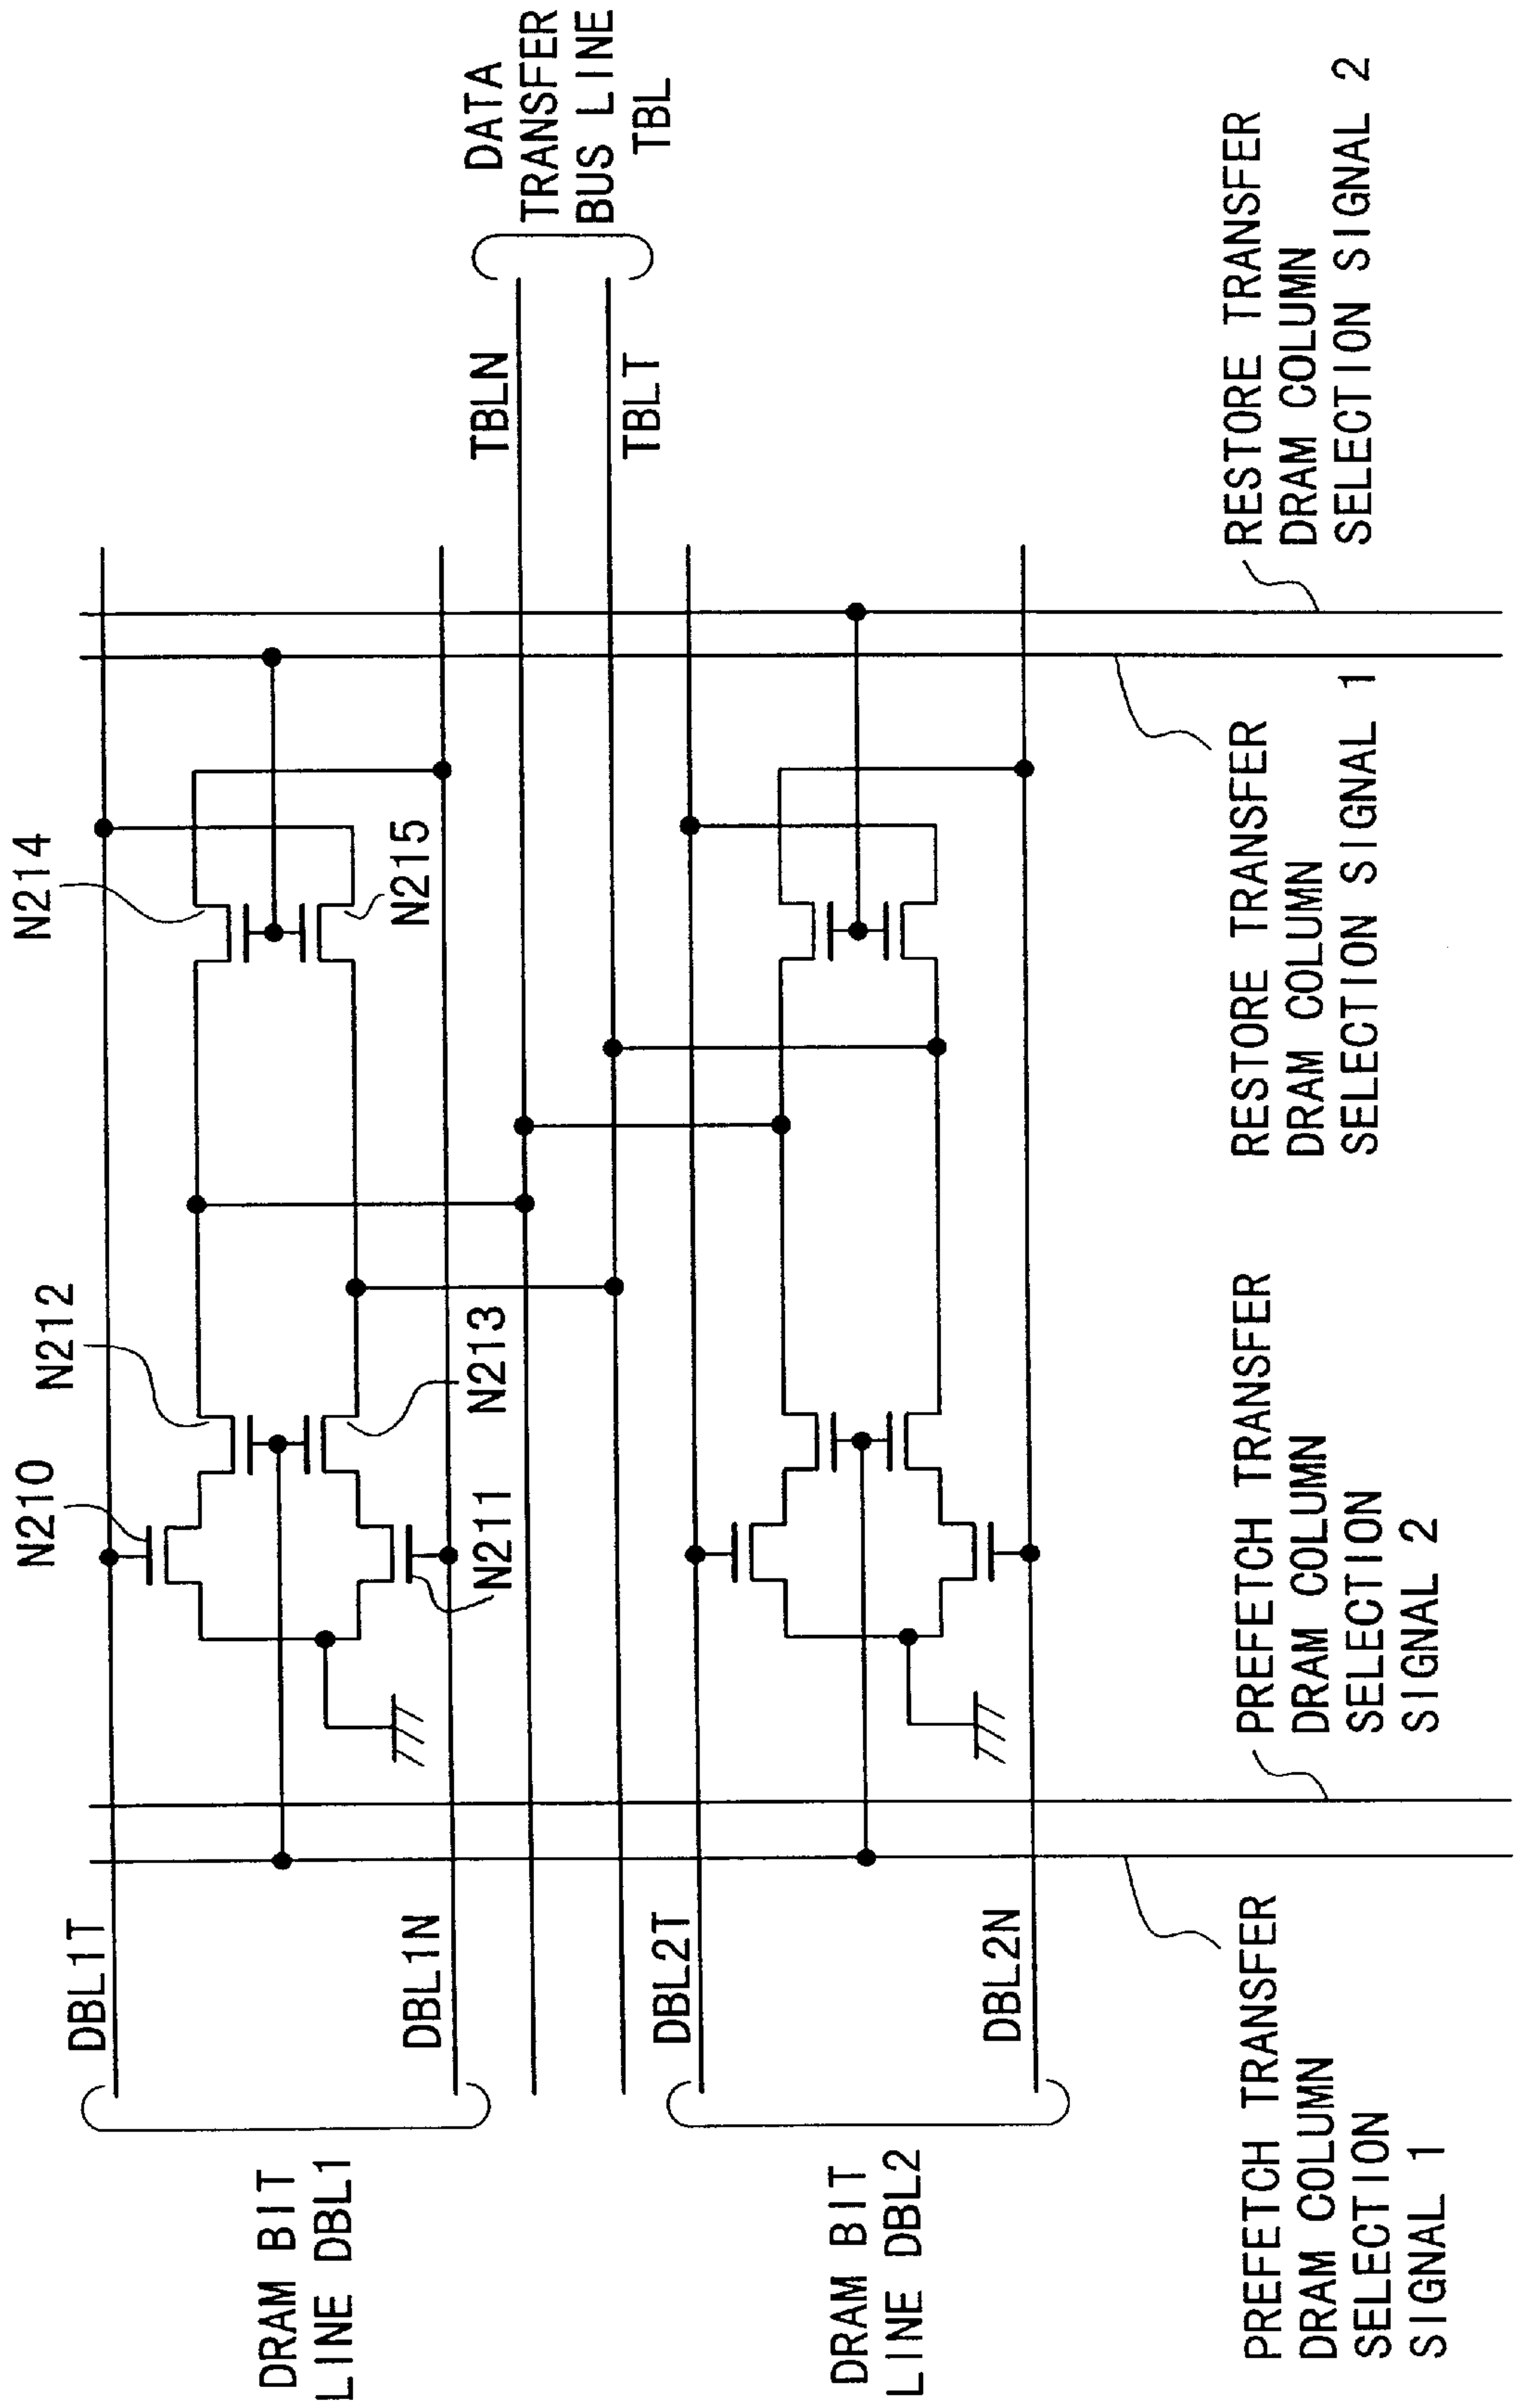 DRAM BIT
LINE DBL1
DBL1T
DBL1N
N210
N211
N212
N213
N214
N215
TBLN
TBLT
DATA
TRANSFER
BUS LINE
TBL
DRAM BIT
LINE DBL2
DBL2T
DBL2N
PREFETCH TRANSFER
DRAM COLUMN
SELECTION
SIGNAL 1
PREFETCH TRANSFER
DRAM COLUMN
SELECTION
SIGNAL 2
RESTORE TRANSFER
DRAM COLUMN
SELECTION SIGNAL 1
RESTORE TRANSFER
DRAM COLUMN
SELECTION SIGNAL 2